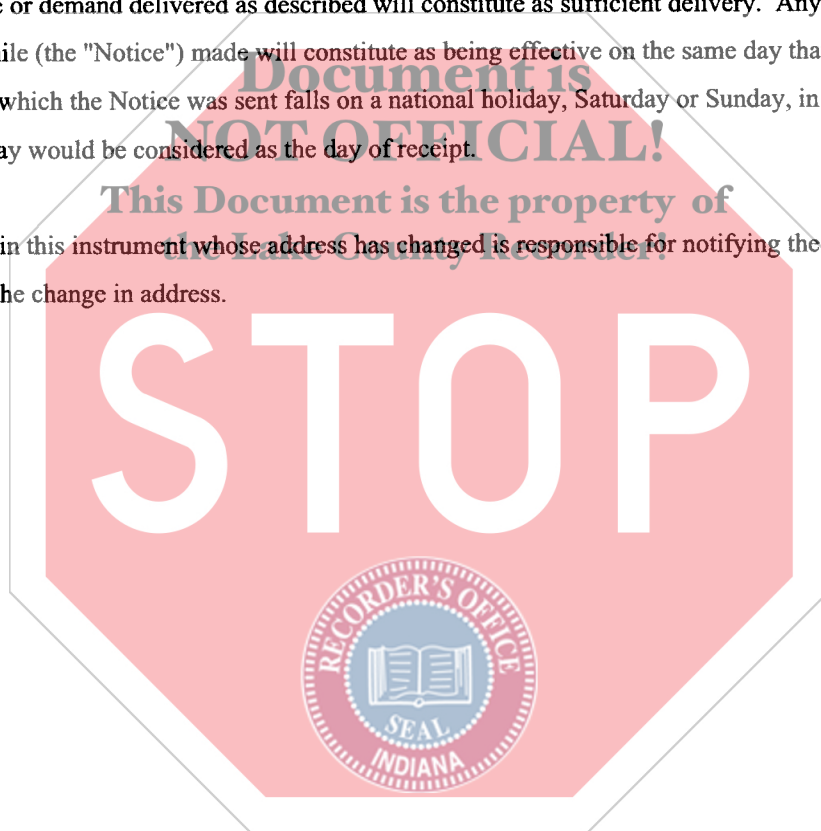 or demand delivered as described will constitute as sufficient delivery. Any
ile (the "Notice") made will constitute as being effective on the same day tha
Document is
which the Notice was sent falls on a national holiday, Saturday or Sunday, in
NOT OFFICIAL!
ay would be considered as the day of receipt.
This Document is the property of
in this instrument whose address has changed is responsible for notifying the
the Lake County Recorder!
he change in address.
STOP
RECORDER'S OFFICE
SEAL
INDIANA